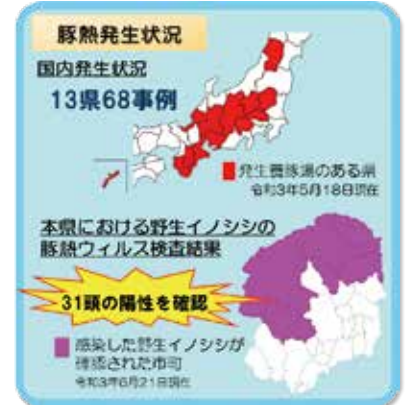 豚熱発生状況
国内発生状況
13県68事例
発生養豚場のある県
令和3年5月18日現在
本県における野生イノシシの
豚熱ウィルス検査結果
31頭の陽性を確認
感染した野生イノシシが
確認された市町
令和3年6月21日現在